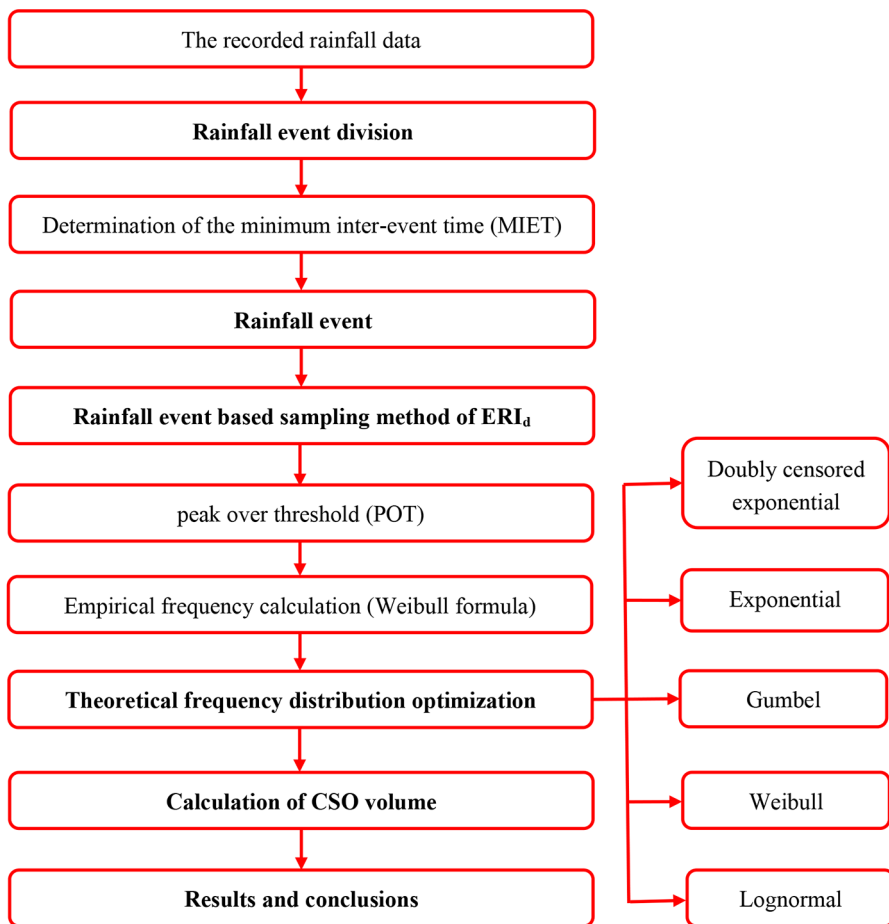 The recorded rainfall data
Rainfall event division
Determination of the minimum inter-event time (MIET)
Rainfall event
Rainfall event based sampling method of ERId
peak over threshold (POT)
Empirical frequency calculation (Weibull formula)
Theoretical frequency distribution optimization
Calculation of CSO volume
Results and conclusions
Doubly censored
exponential
Exponential
Gumbel
Weibull
Lognormal